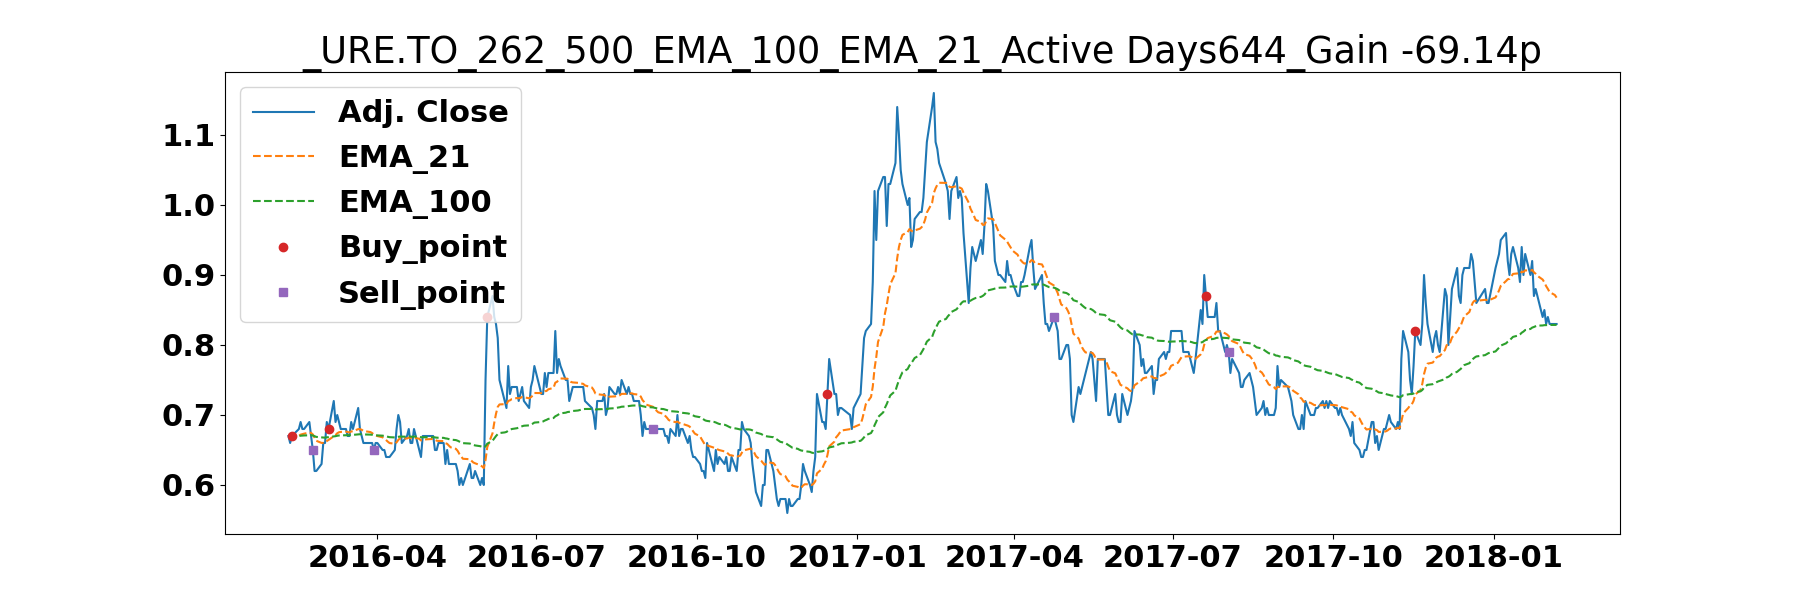 _URE.TO_262_500_EMA_100_EMA_21_Active Days644_Gain -69.14p
Adj. Close
EMA_21
EMA_100
Buy_point
Sell_point
1.1
1.0
0.9
0.8
0.7
0.6
2016-04 2016-07 2016-10 2017-01 2017-04 2017-07 2017-10 2018-01